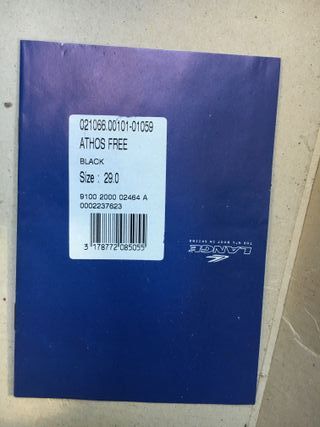 021066.00101-01059
ATHOS FREE
BLACK
Size : 29.0
9100 2000 02464 A
0002237623
3 178772 085055
LANGE